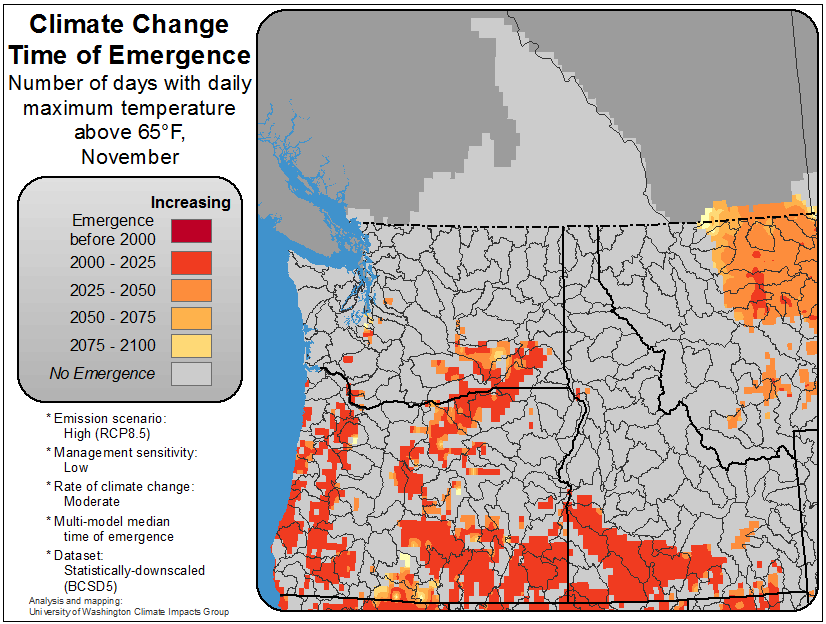 Climate Change
Time of Emergence
Number of days with daily
maximum temperature
above 65°F,
November
Increasing
Emergence
before 2000
2000 - 2025
2025 - 2050
2050 - 2075
2075 - 2100
No Emergence
* Emission scenario:
High (RCP8.5)
* Management sensitivity:
Low
* Rate of climate change:
Moderate
* Multi-model median
time of emergence
* Dataset:
Statistically-downscaled
(BCSD5)
Analysis and mapping:
University of Washington Climate Impacts Group